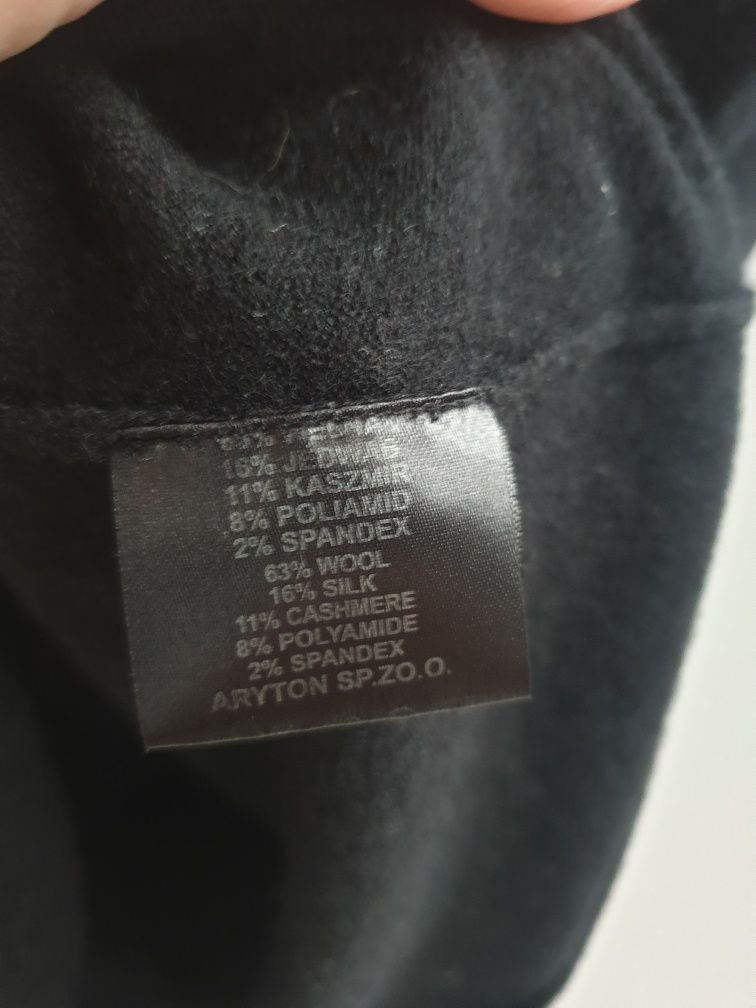 16% JEDWAB
11% KASZMIR
8% POLIAMID
2% SPANDEX
63% WOOL
16% SILK
11% CASHMERE
8% POLYAMIDE
2% SPANDEX
ARYTON SP.ZO.O.